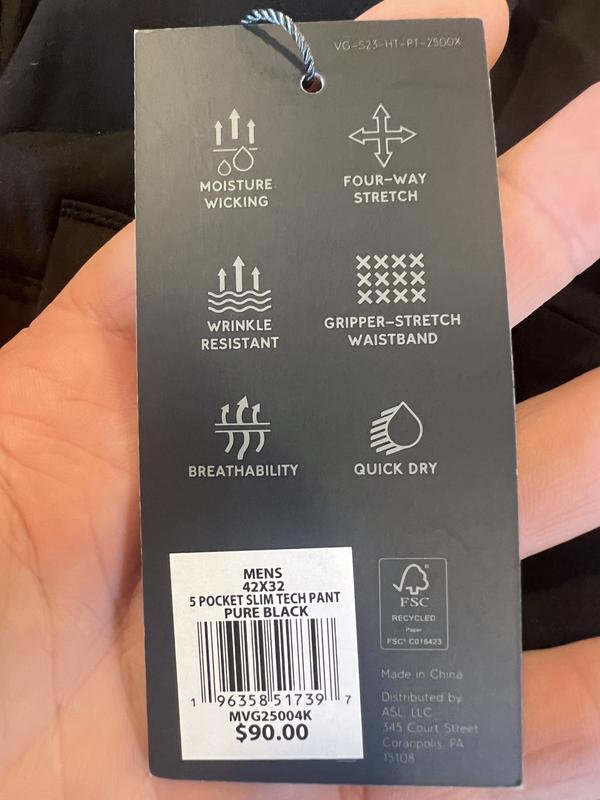 VG-S23-HT-PT-2500X
MOISTURE
WICKING
FOUR-WAY
STRETCH
WRINKLE
RESISTANT
GRIPPER-STRETCH
WAISTBAND
BREATHABILITY
QUICK DRY
MENS
42X32
5 POCKET SLIM TECH PANT
PURE BLACK
1 96358 51739 7
MVG25004K
$90.00
FSC
RECYCLED
Paper
FSC® C016423
Made in China
Distributed by
ASL, LLC
345 Court Street
Coraopolis, PA
15108